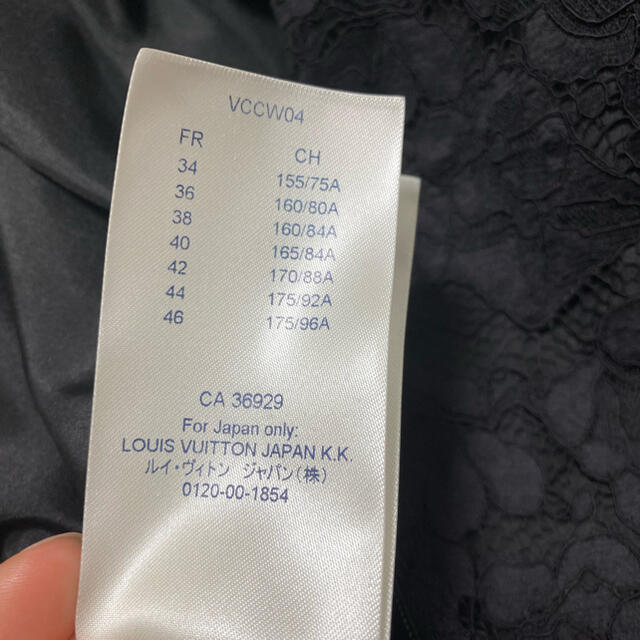 VCCW04
FR CH
34 155/75A
36 160/80A
38 160/84A
40 165/84A
42 170/88A
44 175/92A
46 175/96A
CA 36929
For Japan only:
LOUIS VUITTON JAPAN K.K.
ルイ・ヴィトン ジャパン(株)
0120-00-1854